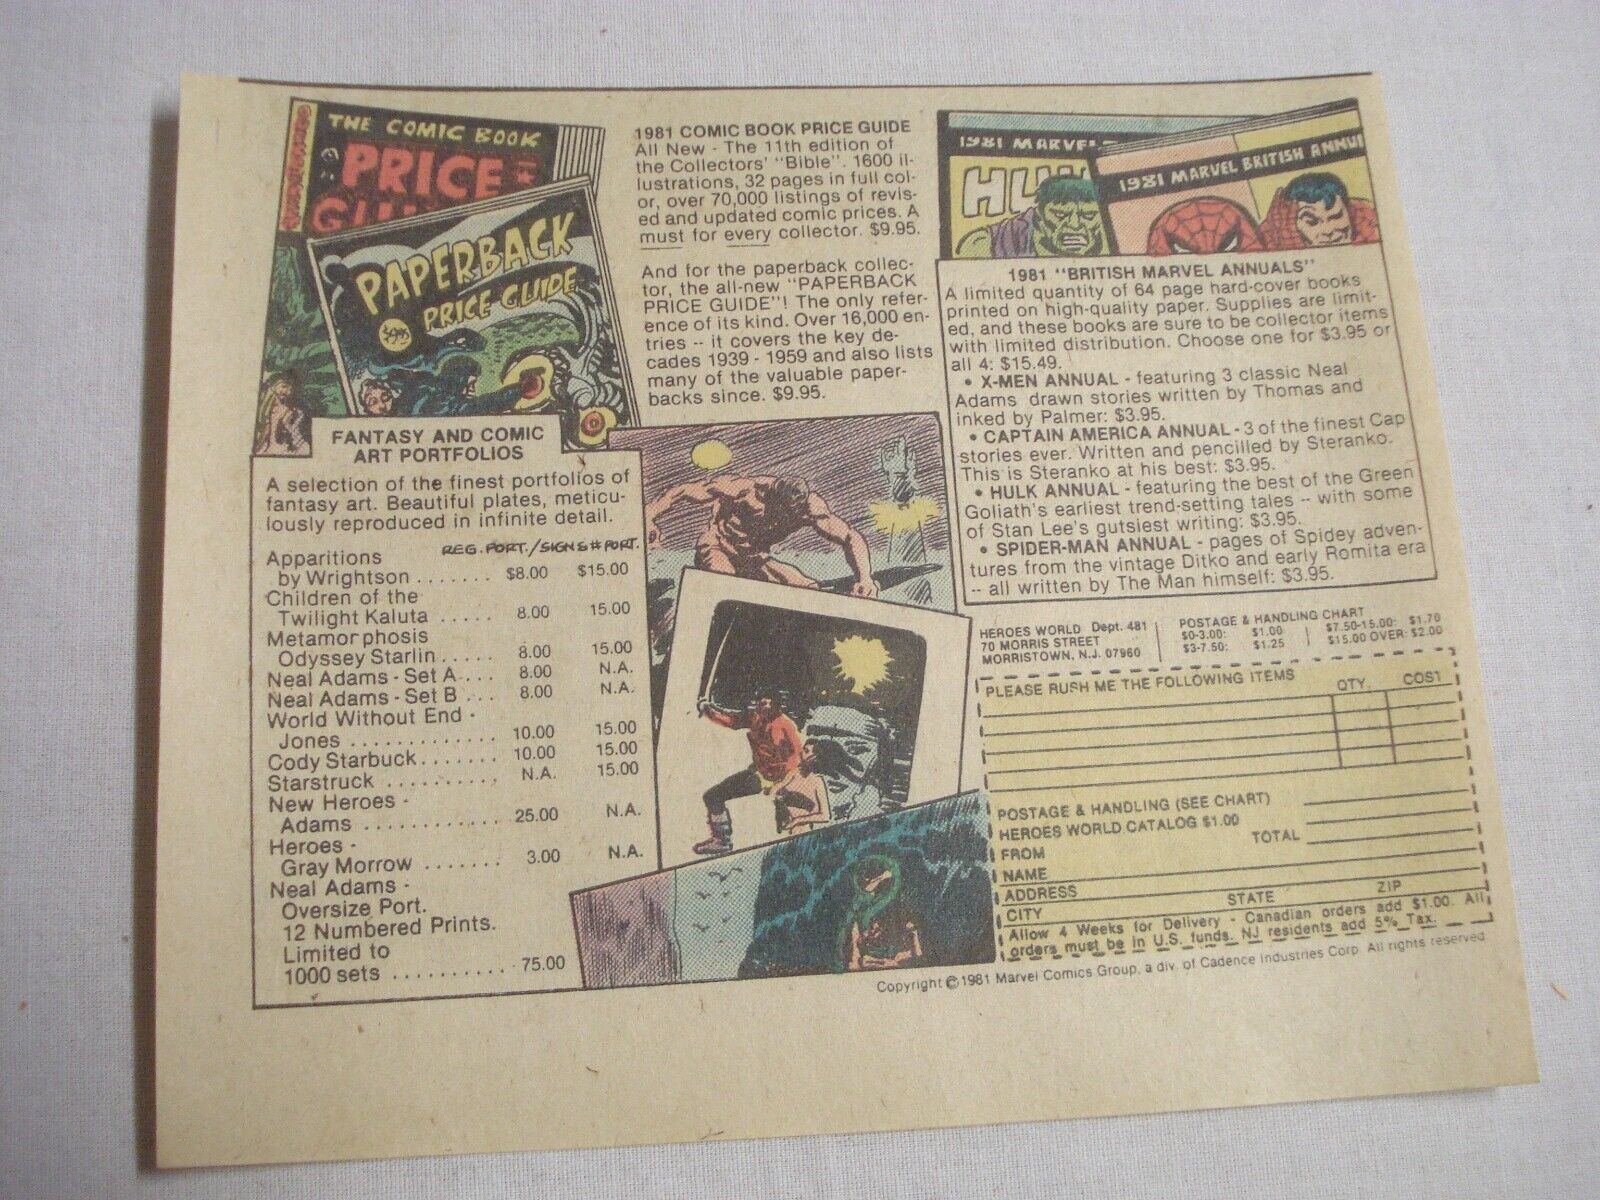 THE COMIC BOOK
PRICE
PAPERBACK
PRICE GUIDE
1981 COMIC BOOK PRICE GUIDE
All New - The 11th edition of
the Collectors' "Bible". 1600 il-
lustrations, 32 pages in full col-
or, over 70,000 listings of revis-
ed and updated comic prices. A
must for every collector. $9.95.
And for the paperback collec-
tor, the all-new "PAPERBACK
PRICE GUIDE"! The only refer-
ence of its kind. Over 16,000 en-
tries -- it covers the key de-
cades 1939 - 1959 and also lists
many of the valuable paper-
backs since. $9.95.
1981 MARVEL
HULK
1981 MARVEL BRITISH ANNU
1981 "BRITISH MARVEL ANNUALS"
A limited quantity of 64 page hard-cover books
printed on high-quality paper. Supplies are limit-
ed, and these books are sure to be collector items
with limited distribution. Choose one for $3.95 or
all 4: $15.49.
• X-MEN ANNUAL - featuring 3 classic Neal
Adams drawn stories written by Thomas and
inked by Palmer: $3.95.
• CAPTAIN AMERICA ANNUAL - 3 of the finest Cap
stories ever. Written and pencilled by Steranko.
This is Steranko at his best: $3.95.
• HULK ANNUAL - featuring the best of the Green
Goliath's earliest trend-setting tales -- with some
of Stan Lee's gutsiest writing: $3.95.
• SPIDER-MAN ANNUAL - pages of Spidey adven-
tures from the vintage Ditko and early Romita era
-- all written by The Man himself: $3.95.
FANTASY AND COMIC
ART PORTFOLIOS
A selection of the finest portfolios of
fantasy art. Beautiful plates, meticu-
lously reproduced in infinite detail.
REG. PORT./SIGN & # PORT.
Apparitions
by Wrightson ....... $8.00 $15.00
Children of the
Twilight Kaluta ..... 8.00 15.00
Metamorphosis
Odyssey Starlin ..... 8.00 15.00
Neal Adams - Set A ... 8.00 N.A.
Neal Adams - Set B ... 8.00 N.A.
World Without End -
Jones ............. 10.00 15.00
Cody Starbuck ....... 10.00 15.00
Starstruck .......... N.A. 15.00
New Heroes -
Adams ............ 25.00 N.A.
Heroes -
Gray Morrow ....... 3.00 N.A.
Neal Adams -
Oversize Port.
12 Numbered Prints.
Limited to
1000 sets .......... 75.00
HEROES WORLD Dept. 481
70 MORRIS STREET
MORRISTOWN, N.J. 07960
POSTAGE & HANDLING CHART
$0-3.00: $1.00 $7.50-15.00: $1.70
$3-7.50: $1.25 $15.00 OVER: $2.00
PLEASE RUSH ME THE FOLLOWING ITEMS QTY. COST
POSTAGE & HANDLING (SEE CHART)
HEROES WORLD CATALOG $1.00
TOTAL
FROM
NAME
ADDRESS
CITY STATE ZIP
Allow 4 Weeks for Delivery - Canadian orders add $1.00. All
orders must be in U.S. funds. NJ residents add 5% Tax.
Copyright ©1981 Marvel Comics Group, a div. of Cadence Industries Corp. All rights reserved